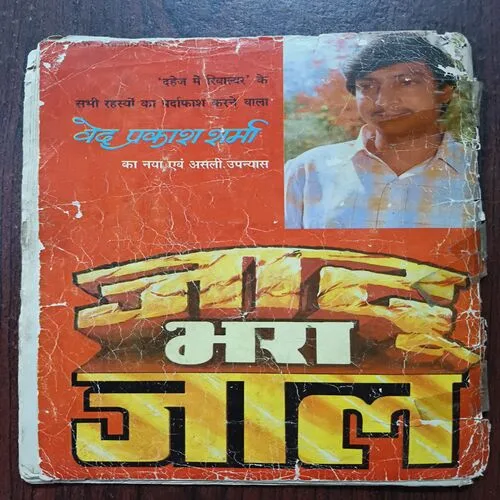 'दहेज में रिवाल्वर' के
सभी रहस्यों का पर्दाफाश करने वाला
वेद प्रकाश शर्मा
का नया एवं असली उपन्यास
जादू
भरा
जाल